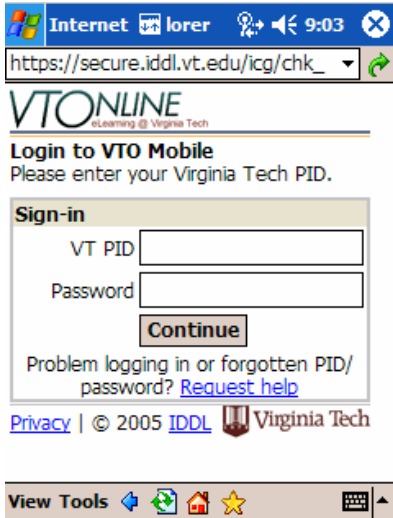 Internet lorer 9:03
https://secure.iddl.vt.edu/icg/chk_
VTONLINE
eLearning @ Virginia Tech
Login to VTO Mobile
Please enter your Virginia Tech PID.
Sign-in
VT PID
Password
Continue
Problem logging in or forgotten PID/
password? Request help
Privacy | © 2005 IDDL Virginia Tech
View Tools